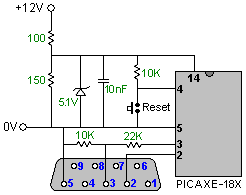 +12V
100
150
5.1V
10nF
10K
14
4
Reset
0V
5
10K
22K
3
2
9 8 7 6
5 4 3 2 1
PICAXE-18X